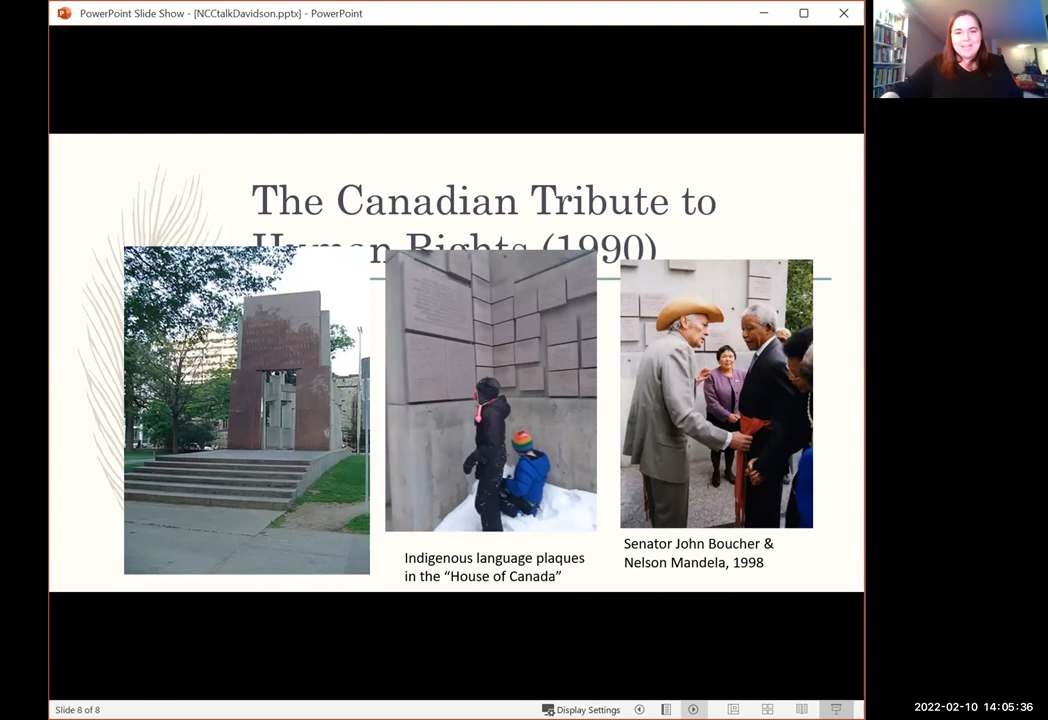 PowerPoint Slide Show - [NCCtalkDavidson.pptx] - PowerPoint
The Canadian Tribute to
Human Rights (1990)
Indigenous language plaques
in the “House of Canada”
Senator John Boucher &
Nelson Mandela, 1998
Slide 8 of 8
Display Settings
2022-02-10 14:05:36